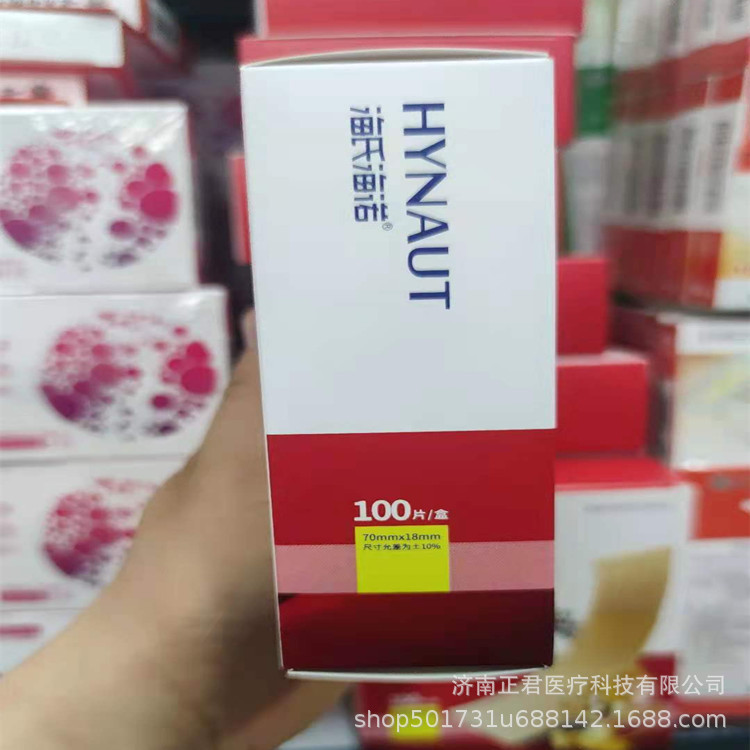 HYNAUT
海氏海诺®
100片/盒
70mmx18mm
尺寸允差为±10%
济南正君医疗科技有限公司
shop501731u688142.1688.com